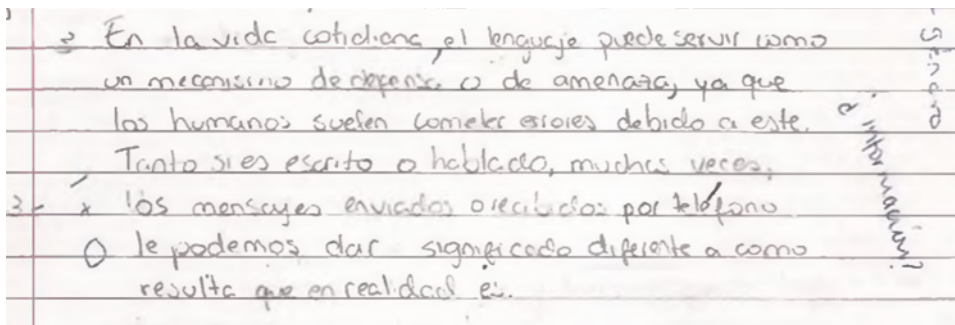 2 En la vida cotidiana, el lenguaje puede servir como
un mecanismo de defensa o de amenaza, ya que
los humanos suelen cometer errores debido a este.
Tanto si es escrito o hablado, muchas veces,
3- x los mensajes enviados o recibidos por teléfono
O le podemos dar significado diferente a como
resulta que en realidad es.
información?